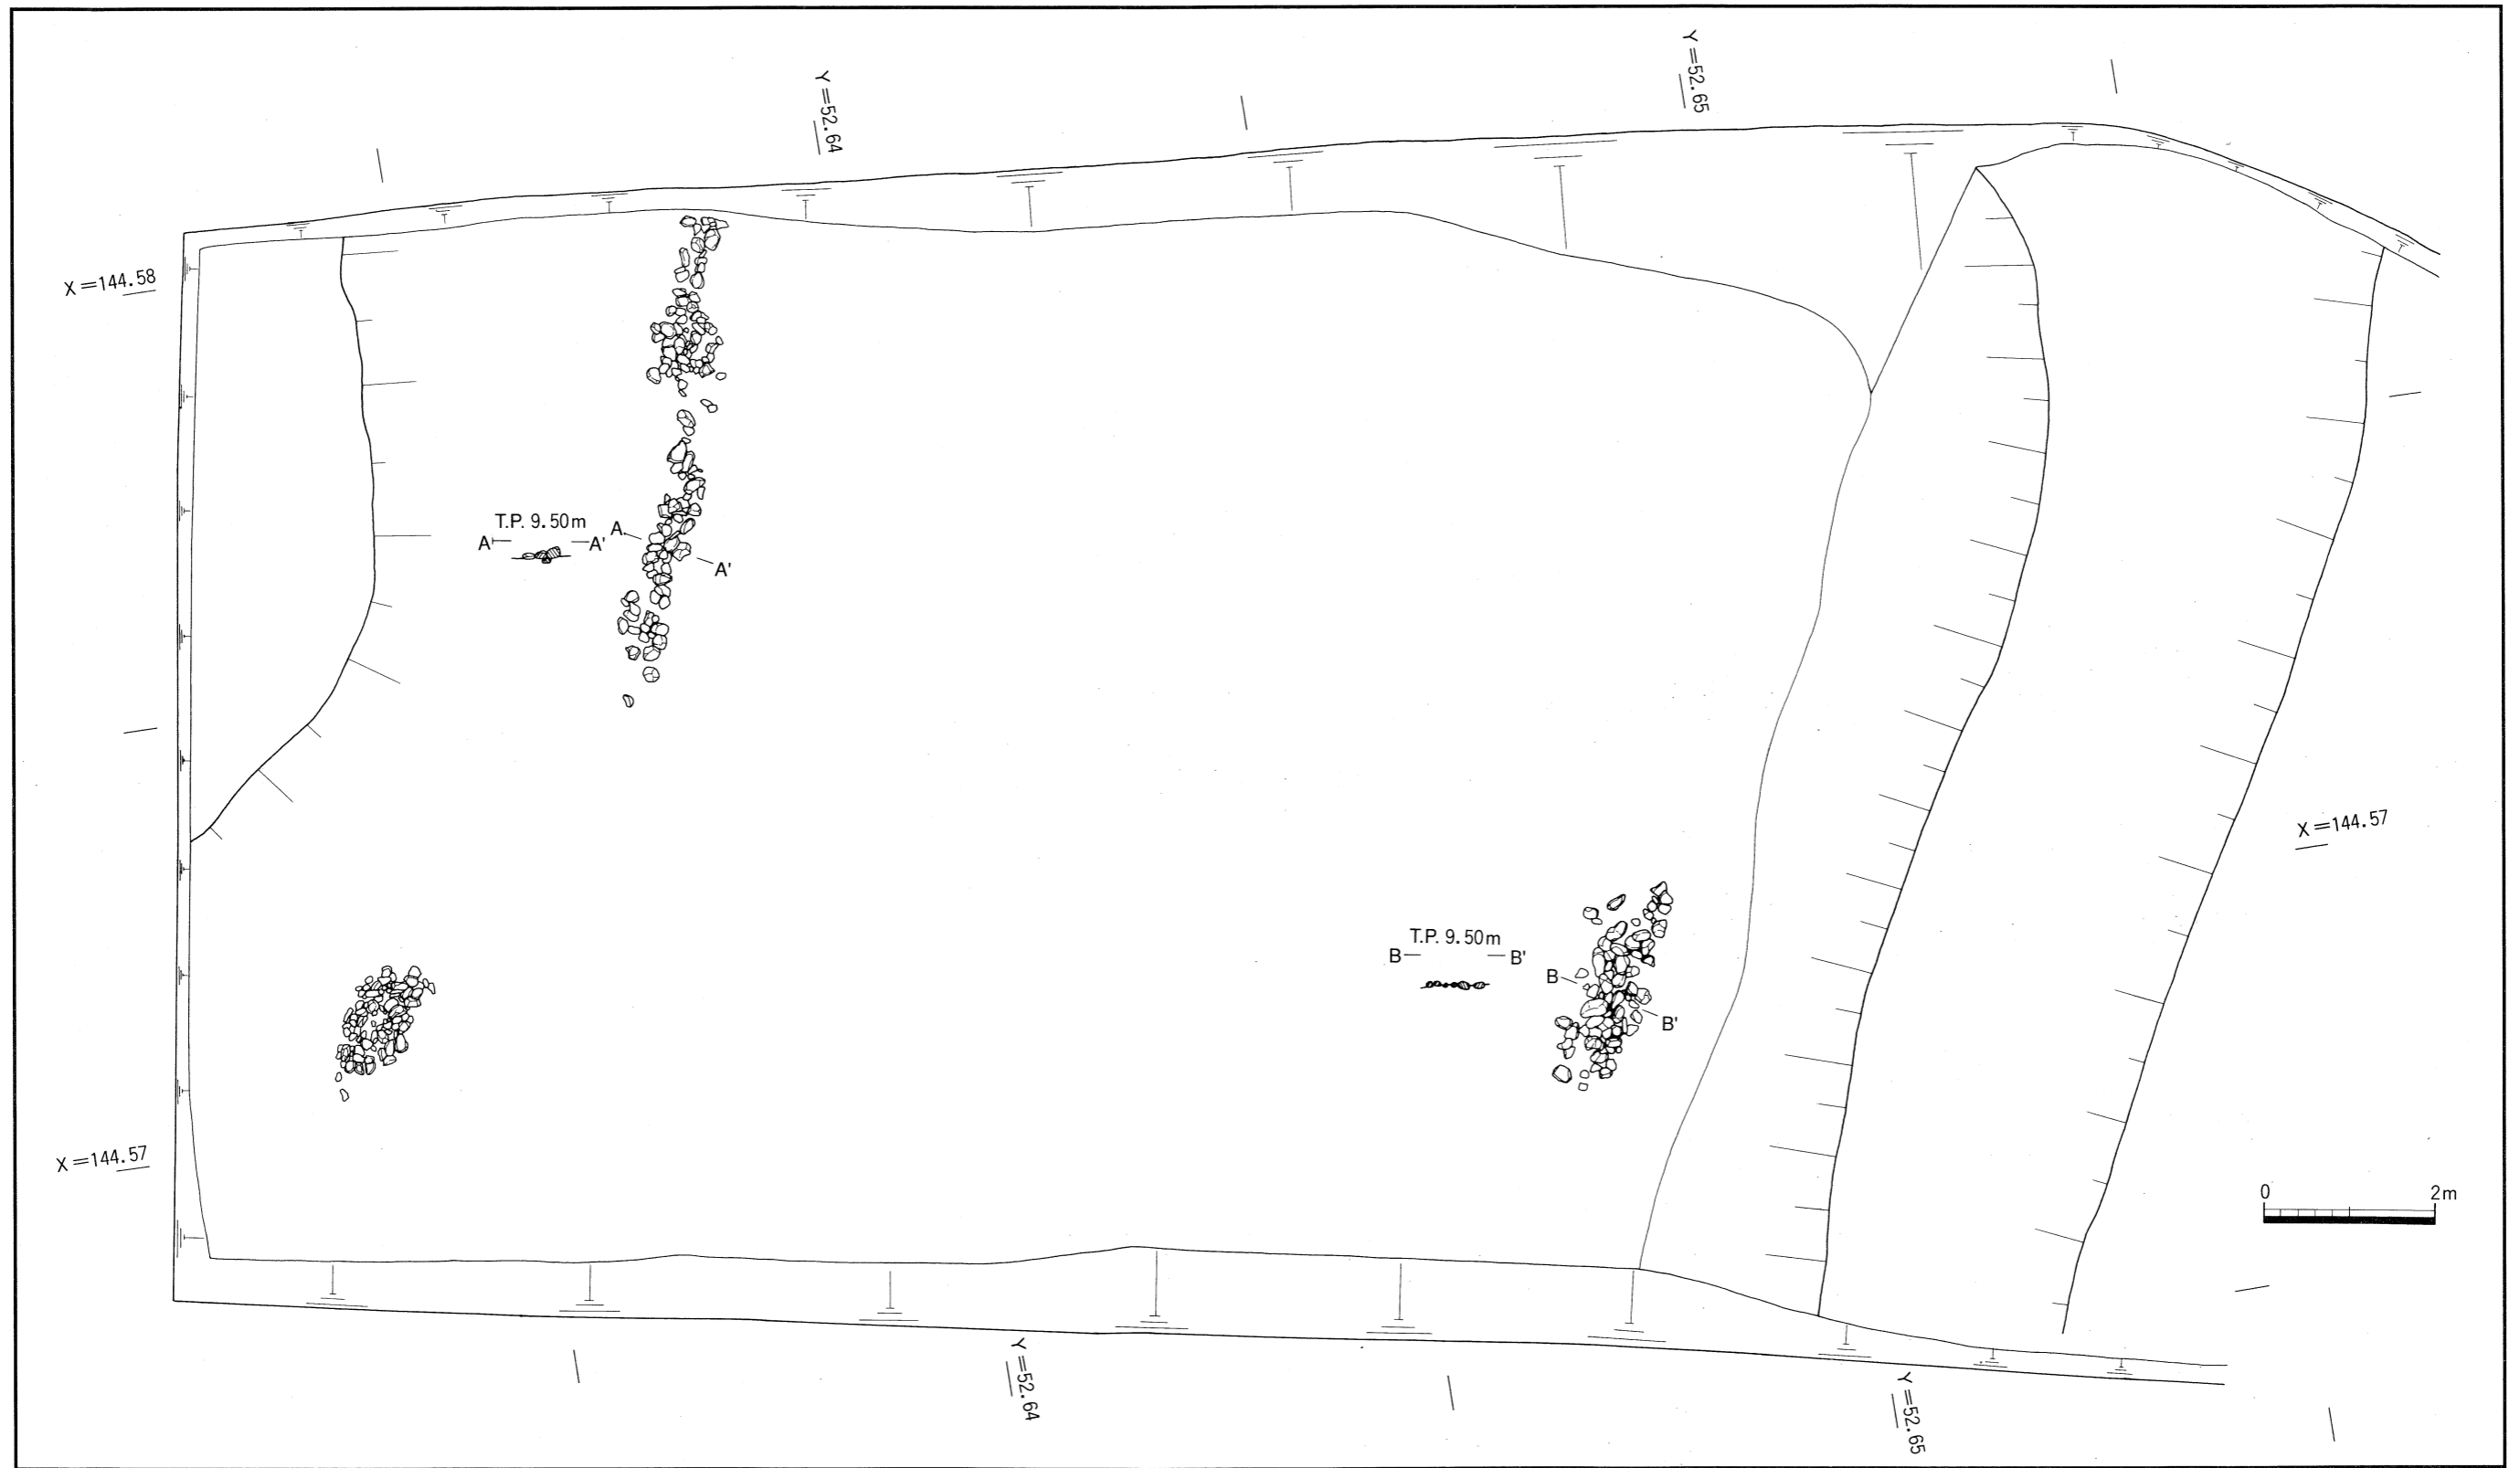 Y=52.64
Y=52.65
X=144.58
T.P. 9.50m
A A'
A
A'
X=144.57
T.P. 9.50m
B B'
B
B'
X=144.57
0 2m
Y=52.64
Y=52.65